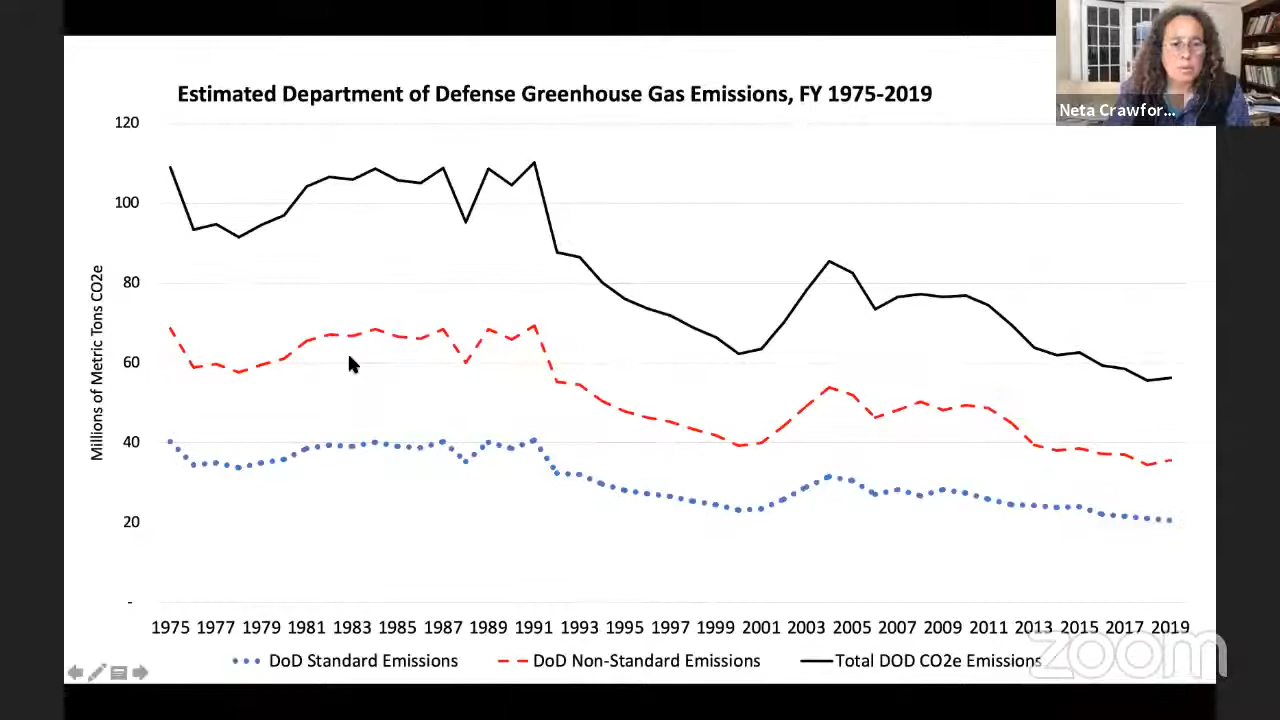 Estimated Department of Defense Greenhouse Gas Emissions, FY 1975-2019
Neta Crawfor...
Millions of Metric Tons CO2e
120
100
80
60
40
20
-
1975 1977 1979 1981 1983 1985 1987 1989 1991 1993 1995 1997 1999 2001 2003 2005 2007 2009 2011 2013 2015 2017 2019
DoD Standard Emissions DoD Non-Standard Emissions Total DOD CO2e Emissions
zoom